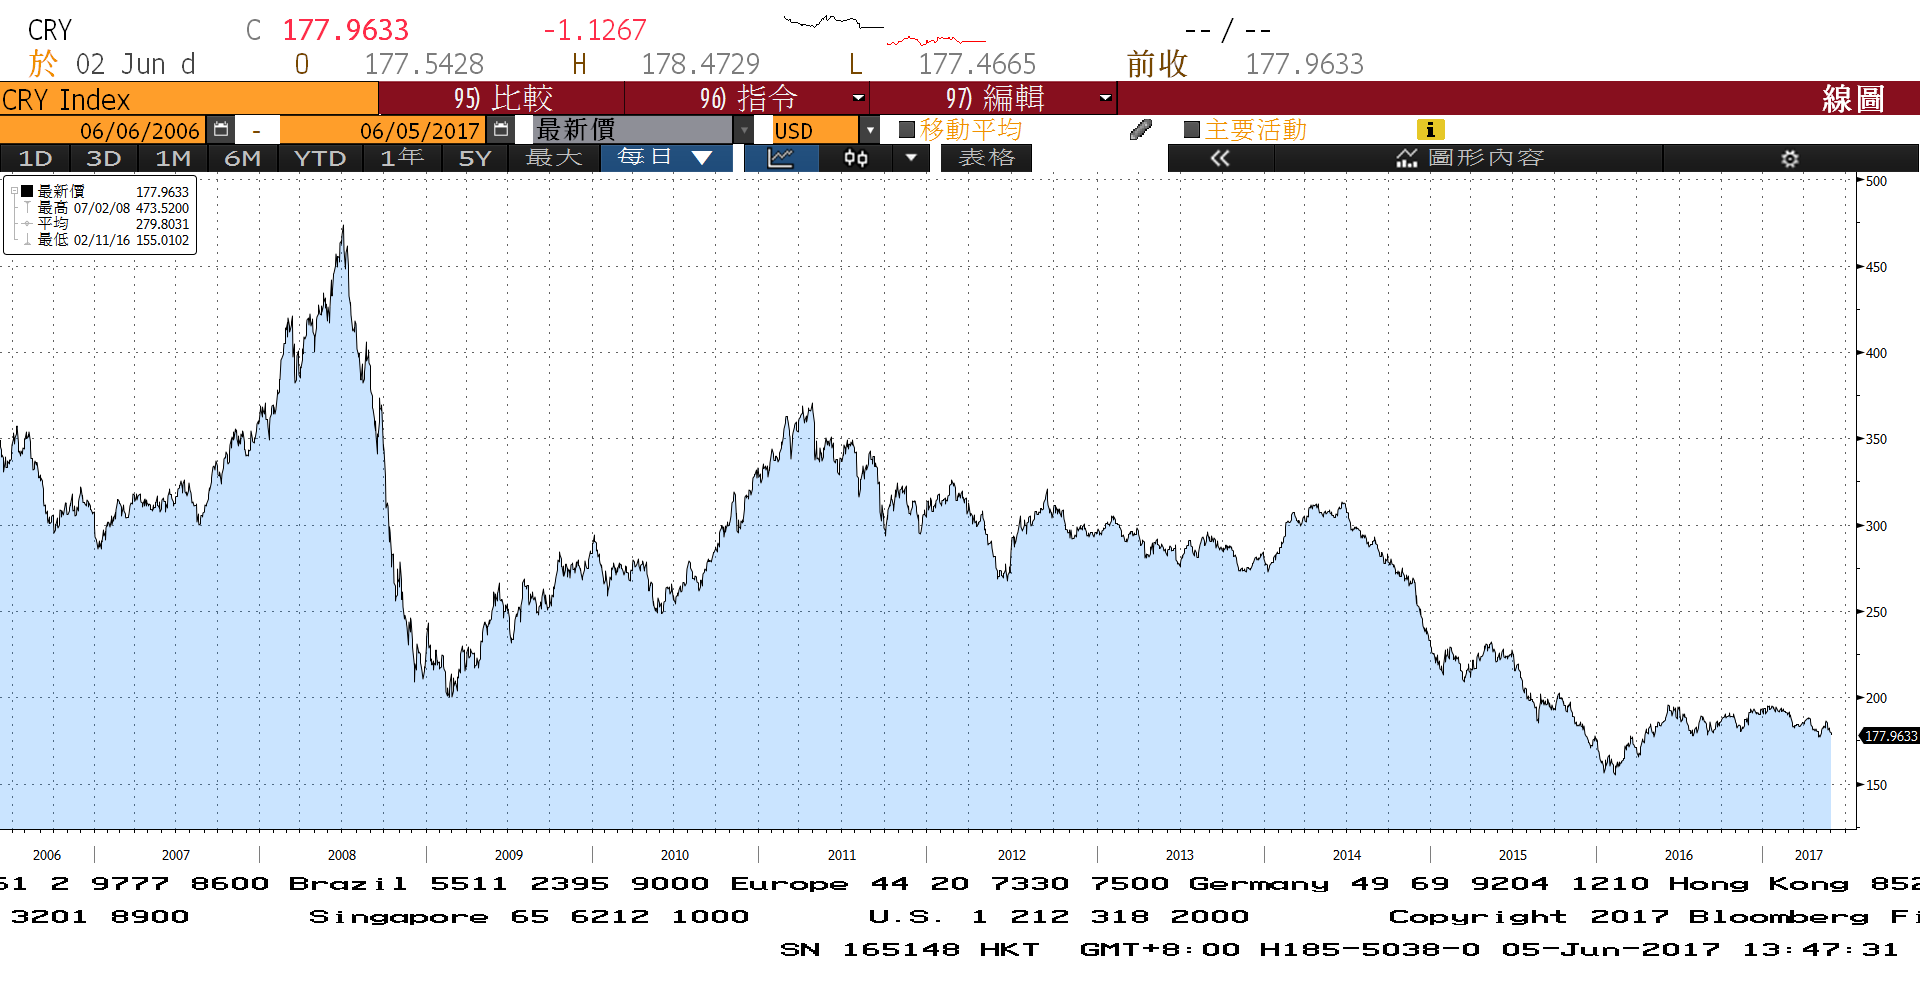 CRY C 177.9633 -1.1267 -- / --
於 02 Jun d O 177.5428 H 178.4729 L 177.4665 前收 177.9633
CRY Index 95) 比較 96) 指令 97) 編輯 線圖
06/06/2006 - 06/05/2017 最新價 USD 移動平均 主要活動 i
1D 3D 1M 6M YTD 1年 5Y 最大 每日 ▼ 表格 « 圖形內容
最新價 177.9633
最高 07/02/08 473.5200
平均 279.8031
最低 02/11/16 155.0102
500
450
400
350
300
250
200
177.9633
150
2006 2007 2008 2009 2010 2011 2012 2013 2014 2015 2016 2017
61 2 9777 8600 Brazil 5511 2395 9000 Europe 44 20 7330 7500 Germany 49 69 9204 1210 Hong Kong 852
3201 8900 Singapore 65 6212 1000 U.S. 1 212 318 2000 Copyright 2017 Bloomberg Fi
SN 165148 HKT GMT+8:00 H185-5038-0 05-Jun-2017 13:47:31